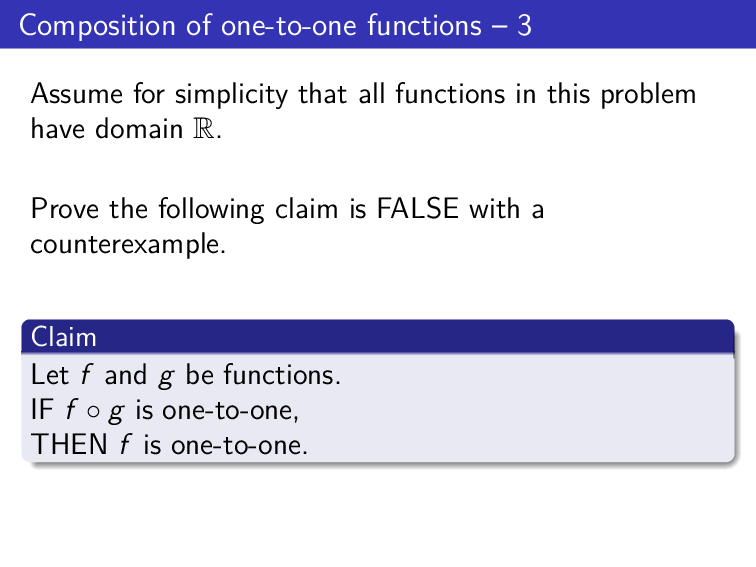 Composition of one-to-one functions – 3
Assume for simplicity that all functions in this problem
have domain ℝ.
Prove the following claim is FALSE with a
counterexample.
Claim
Let f and g be functions.
IF f ∘ g is one-to-one,
THEN f is one-to-one.